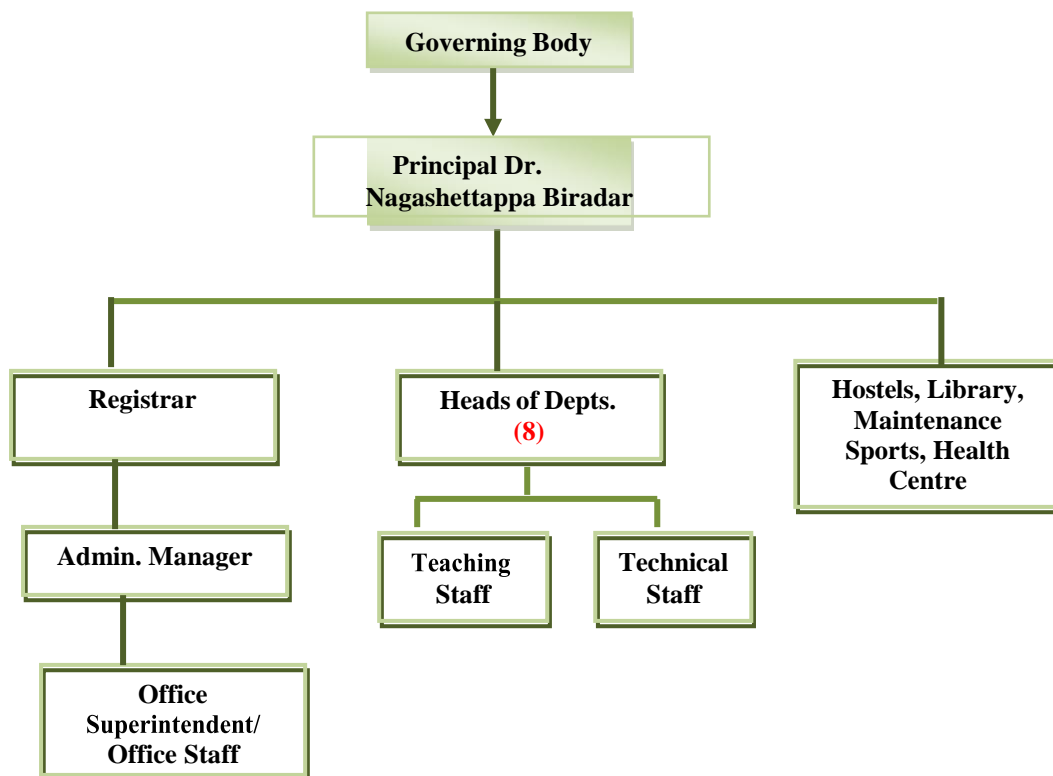 Governing Body
Principal Dr.
Nagashettappa Biradar
Registrar
Heads of Depts.
(8)
Hostels, Library,
Maintenance
Sports, Health
Centre
Admin. Manager
Teaching
Staff
Technical
Staff
Office
Superintendent/
Office Staff